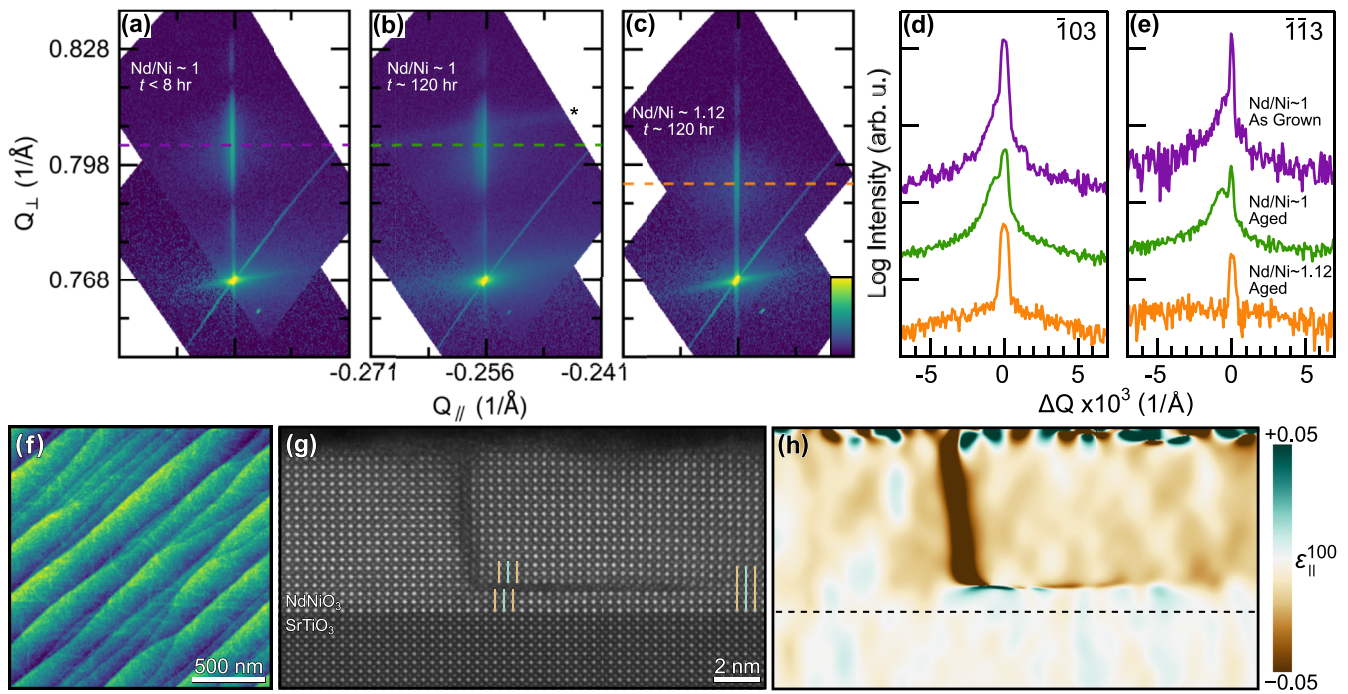 (a)
(b)
(c)
(d)
(e)
1̄03
1̄1̄3
0.828
0.798
0.768
Q⊥ (1/Å)
Nd/Ni ~ 1
t < 8 hr
Nd/Ni ~ 1
t ~ 120 hr
*
Nd/Ni ~ 1.12
t ~ 120 hr
-0.271
-0.256
-0.241
Q// (1/Å)
Log Intensity (arb. u.)
Nd/Ni~1
As Grown
Nd/Ni~1
Aged
Nd/Ni~1.12
Aged
-5
0
5
-5
0
5
ΔQ x10³ (1/Å)
(f)
500 nm
(g)
NdNiO₃
SrTiO₃
2 nm
(h)
+0.05
ε∥¹⁰⁰
−0.05